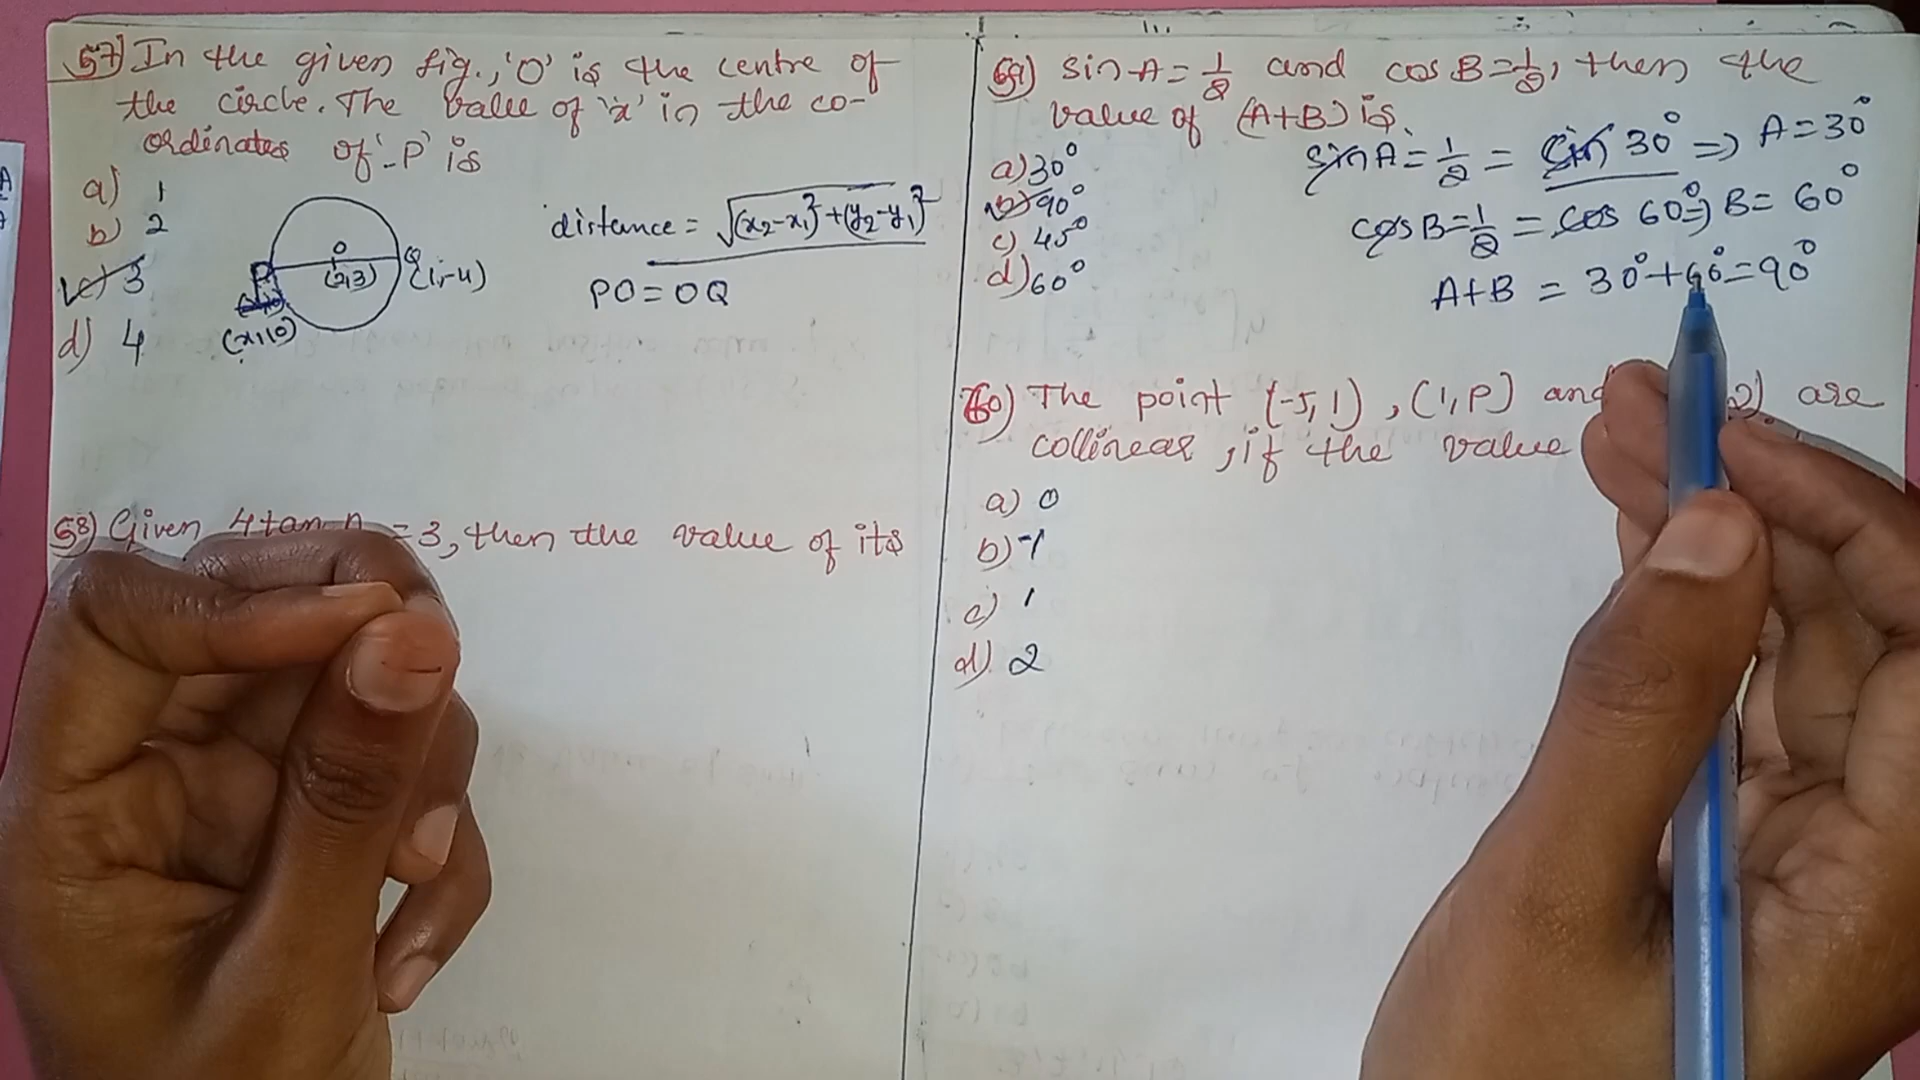 57) In the given fig., 'O' is the centre of
the circle. The value of 'x' in the co-
ordinates of 'P' is
a) 1
b) 2
c) 3
d) 4
P
O
(2,3)
Q
(1,-4)
(x,10)
distance = √(x₂-x₁)²+(y₂-y₁)²
PO = OQ
58) Given 4tan
=3, then the value of its
59) sin A = 1/2 and cos B = 1/2, then the
value of (A+B) is
a) 30°
b) 90°
c) 45°
d) 60°
sin A = 1/2 = sin 30° ⇒ A = 30°
cos B = 1/2 = cos 60° ⇒ B = 60°
A+B = 30°+60° = 90°
60) The point (-5,1), (1,P) and 2) are
collinear, if the value
a) 0
b) -1
c) 1
d) 2